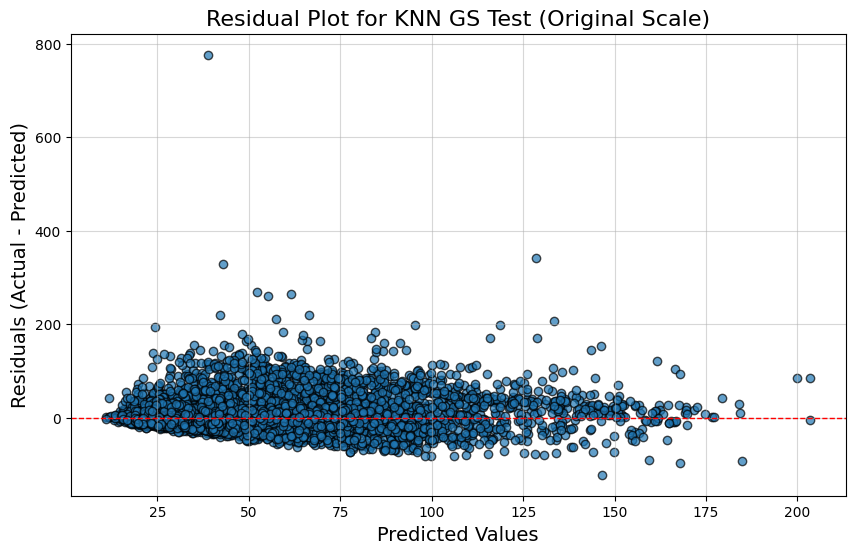 Residual Plot for KNN GS Test (Original Scale)
800
600
400
200
0
Residuals (Actual - Predicted)
25 50 75 100 125 150 175 200
Predicted Values